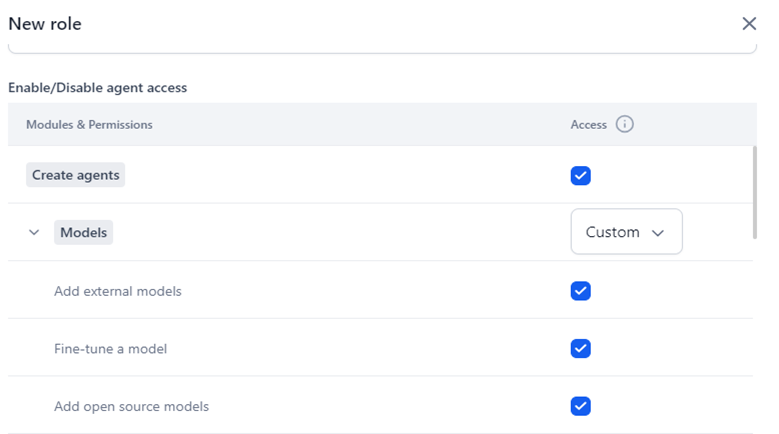 New role
Enable/Disable agent access
Modules & Permissions Access
Create agents
Models Custom
Add external models
Fine-tune a model
Add open source models